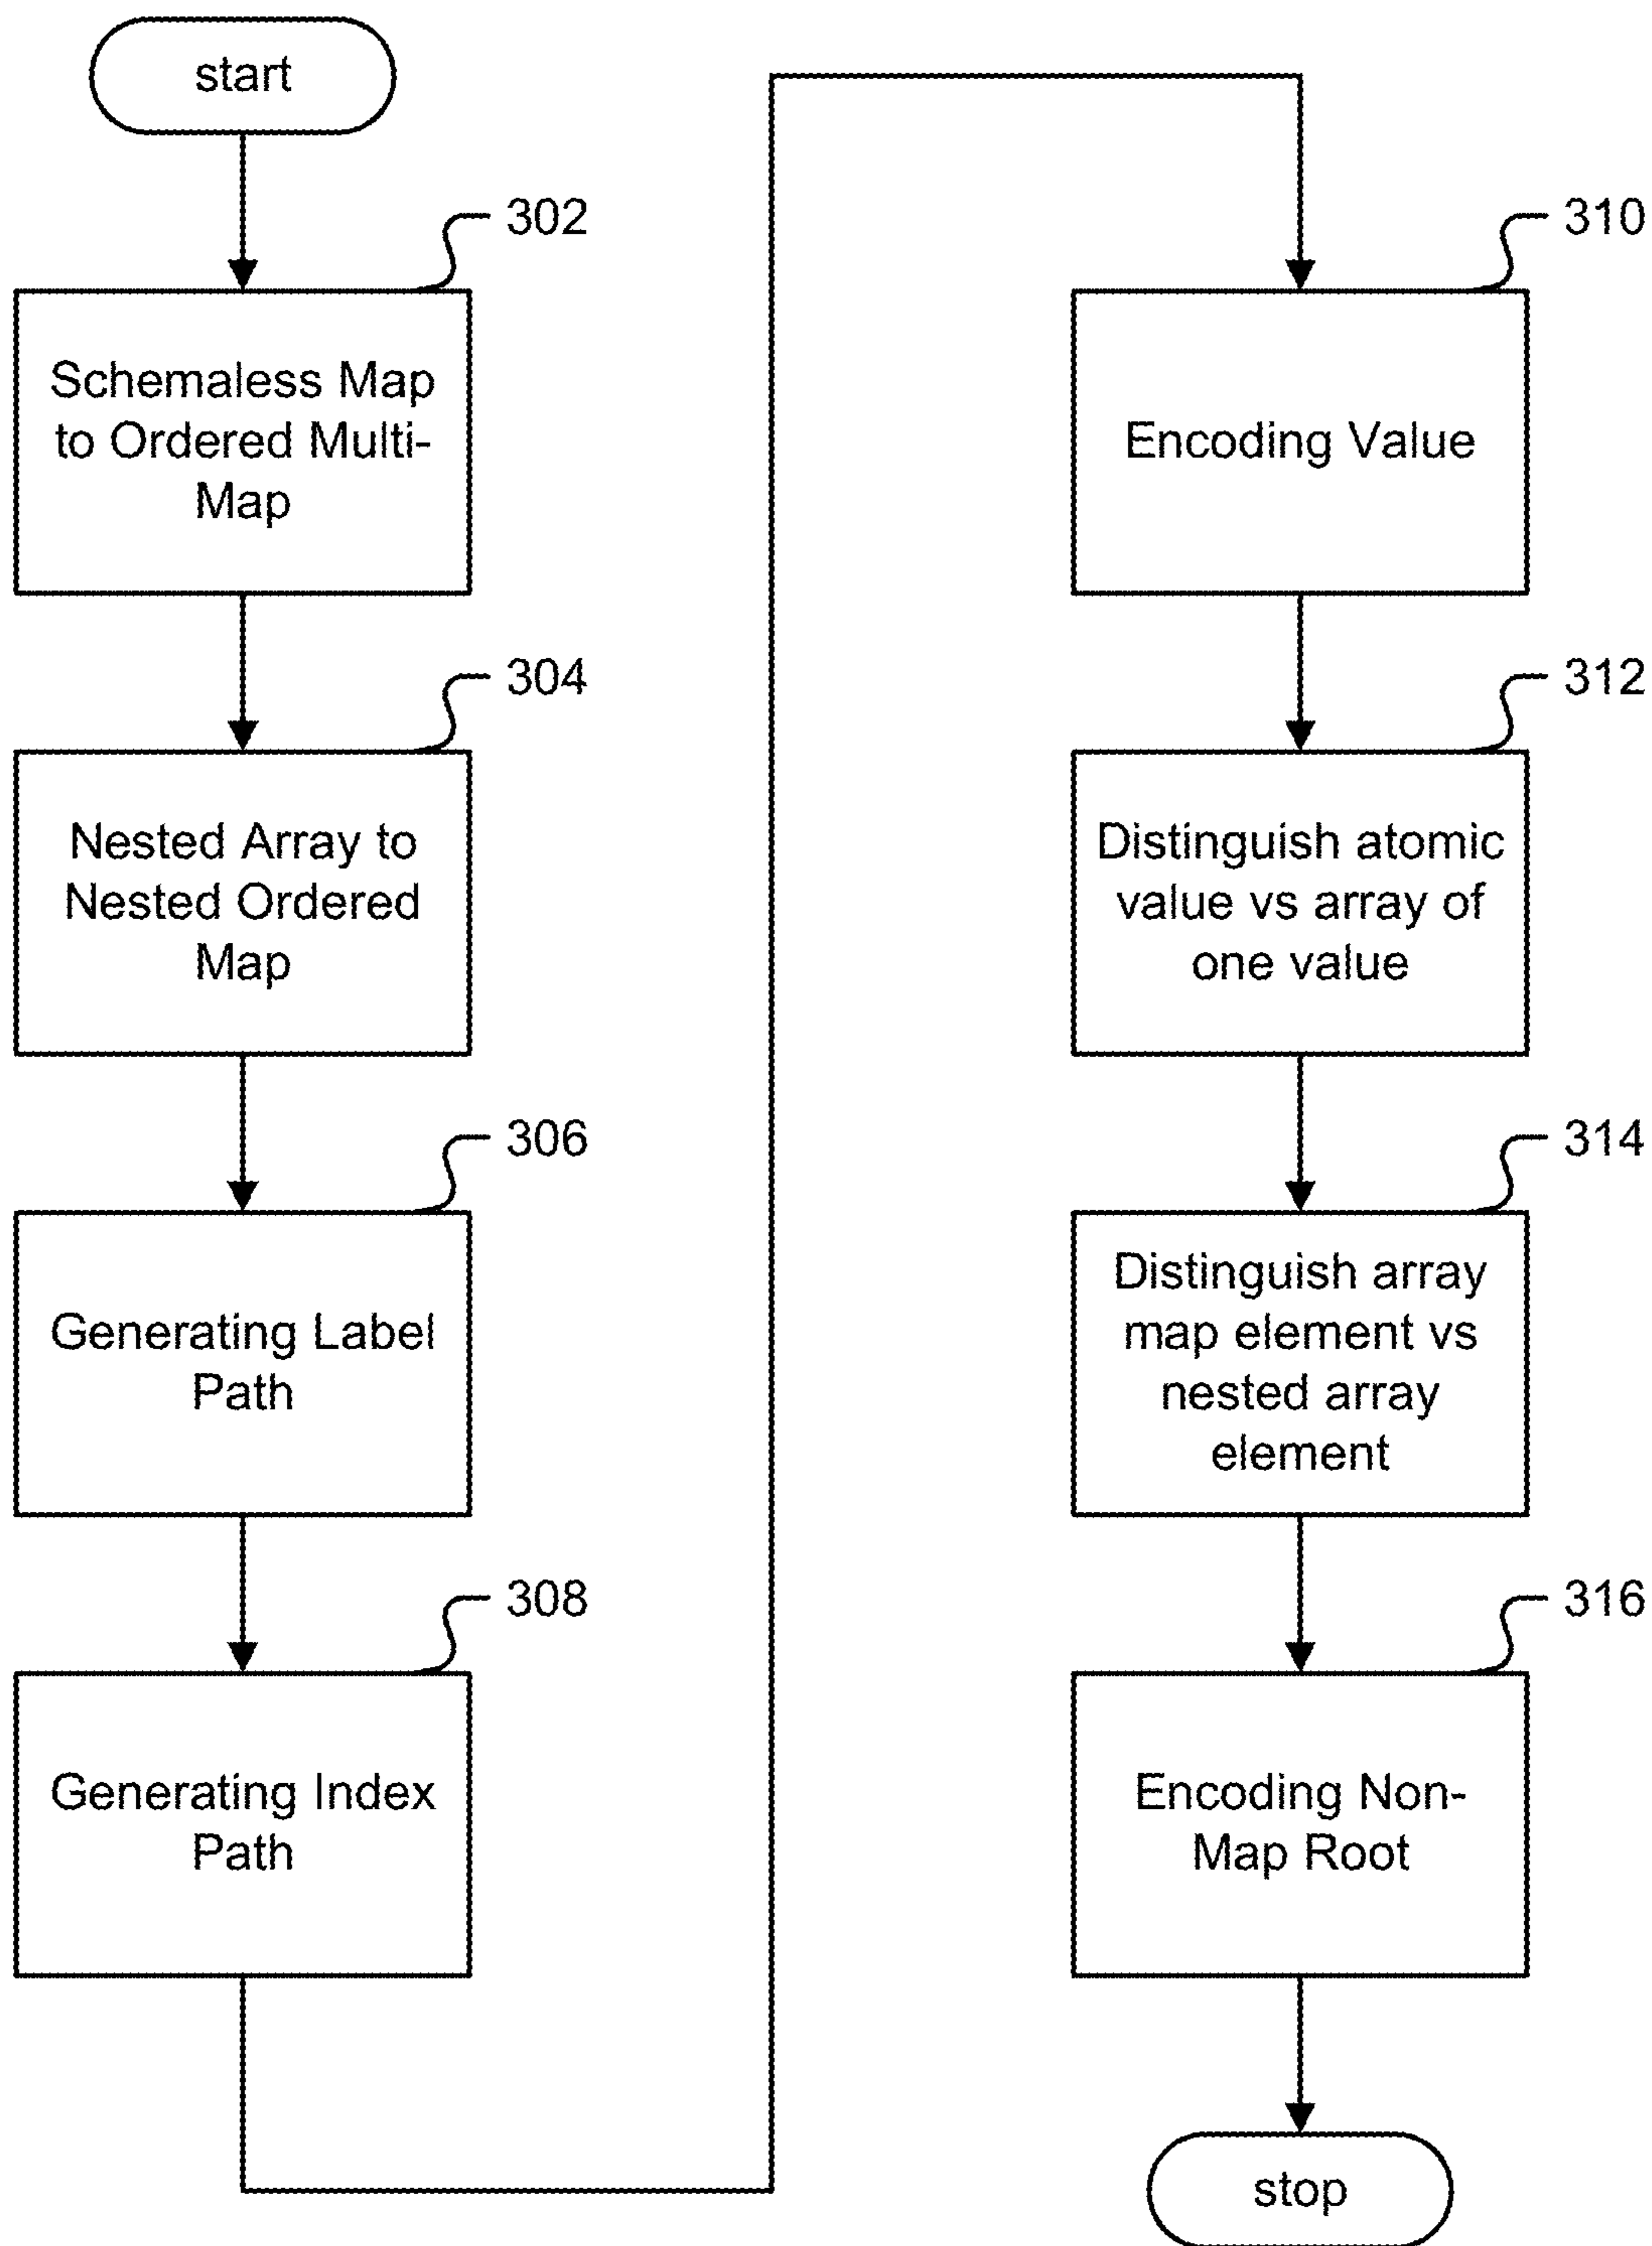 start
302
Schemaless Map
to Ordered Multi-
Map
304
Nested Array to
Nested Ordered
Map
306
Generating Label
Path
308
Generating Index
Path
310
Encoding Value
312
Distinguish atomic
value vs array of
one value
314
Distinguish array
map element vs
nested array
element
316
Encoding Non-
Map Root
stop